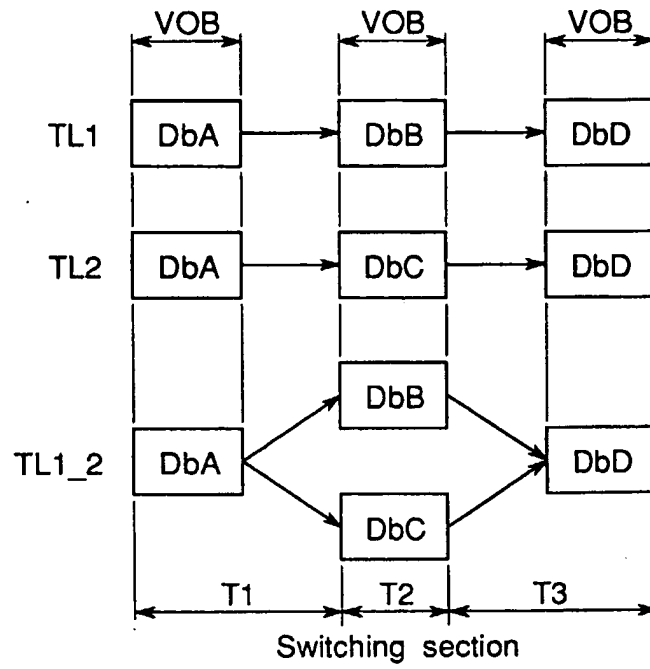 VOB VOB VOB
TL1 DbA DbB DbD
TL2 DbA DbC DbD
DbB
TL1_2 DbA DbD
DbC
T1 T2 T3
Switching section